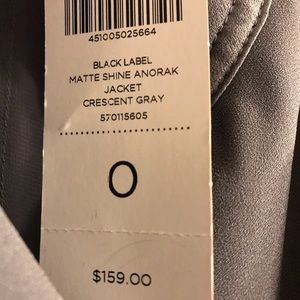 451005025664
BLACK LABEL
MATTE SHINE ANORAK
JACKET
CRESCENT GRAY
570115605
0
$159.00